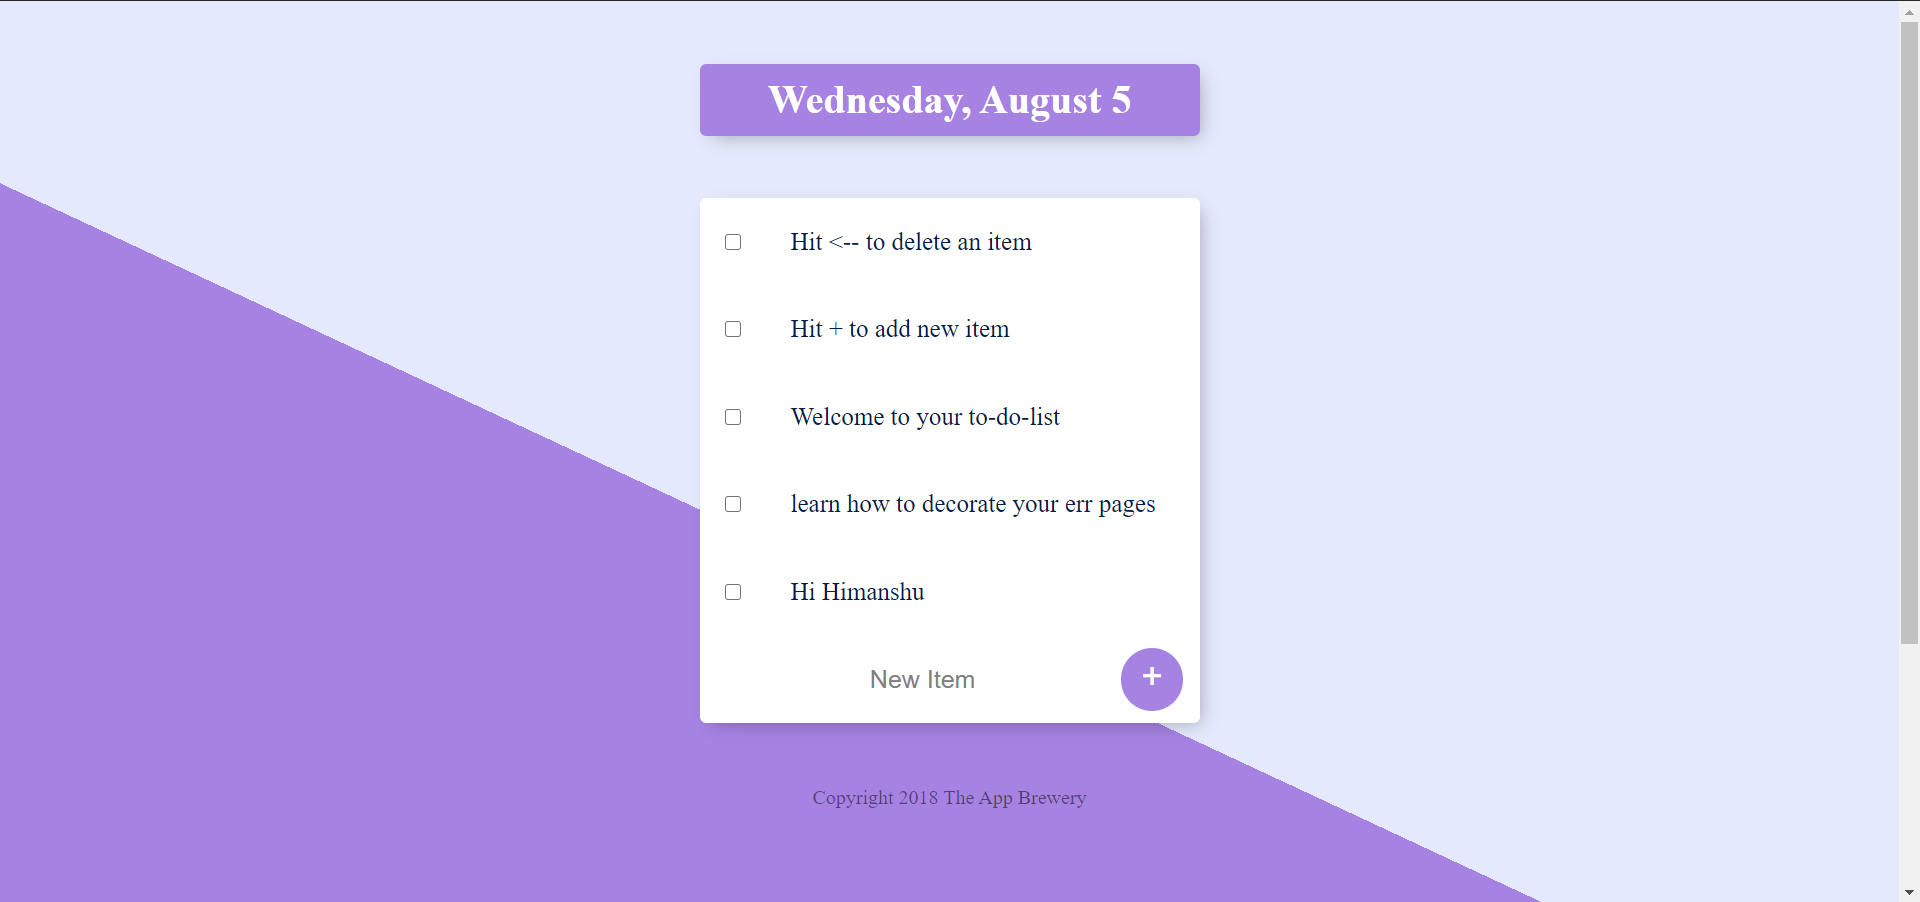 Wednesday, August 5
Hit <-- to delete an item
Hit + to add new item
Welcome to your to-do-list
learn how to decorate your err pages
Hi Himanshu
New Item
+
Copyright 2018 The App Brewery